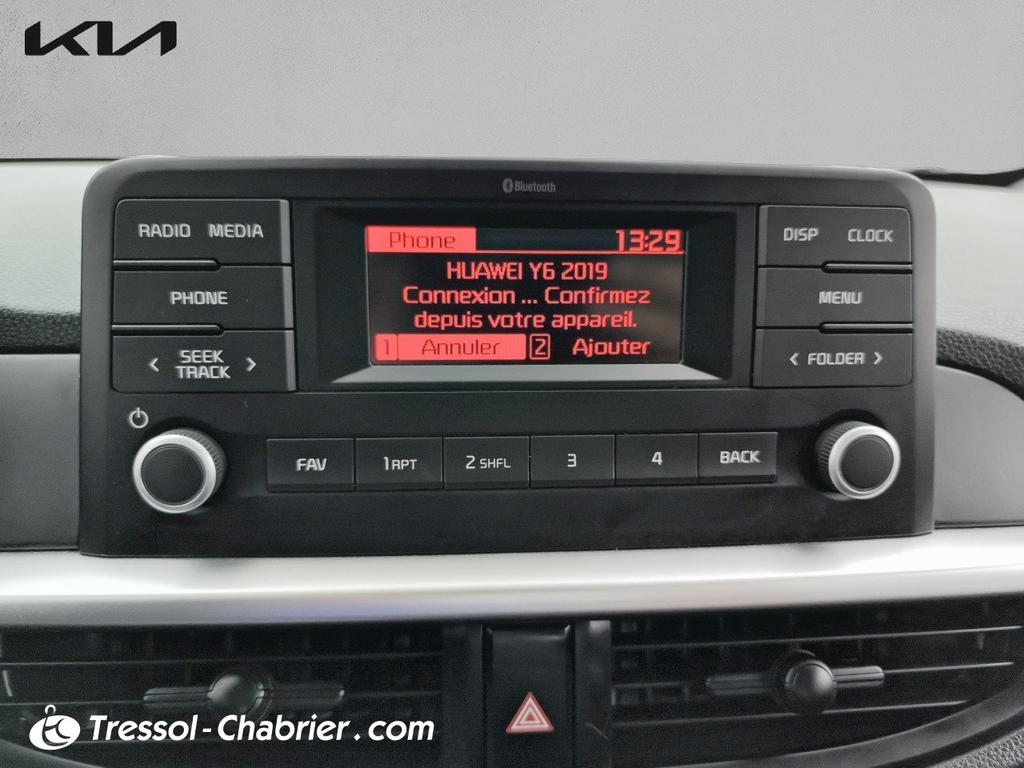 KIA
Bluetooth
RADIO MEDIA
PHONE
< SEEK TRACK >
Phone 13:29
HUAWEI Y6 2019
Connexion ... Confirmez
depuis votre appareil.
1 Annuler 2 Ajouter
DISP CLOCK
MENU
< FOLDER >
FAV 1 RPT 2 SHFL 3 4 BACK
Tressol-Chabrier.com